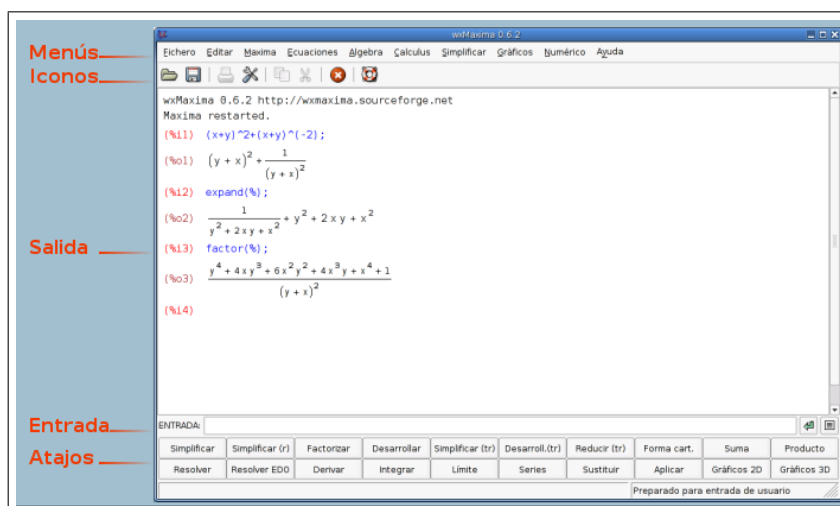 wxMaxima 0.6.2
Menús
Fichero Editar Maxima Ecuaciones Algebra Calculus Simplificar Gráficos Numérico Ayuda
Iconos
wxMaxima 0.6.2 http://wxmaxima.sourceforge.net
Maxima restarted.
(%i1) (x+y)^2+(x+y)^(-2);
(%o1) (y + x)² + 1/(y + x)²
(%i2) expand(%);
(%o2) 1/(y² + 2 x y + x²) + y² + 2 x y + x²
Salida
(%i3) factor(%);
(%o3) (y⁴ + 4 x y³ + 6 x² y² + 4 x³ y + x⁴ + 1)/(y + x)²
(%i4)
Entrada
ENTRADA:
Atajos
Simplificar Simplificar (r) Factorizar Desarrollar Simplificar (tr) Desarroll.(tr) Reducir (tr) Forma cart. Suma Producto
Resolver Resolver EDO Derivar Integrar Límite Series Sustituir Aplicar Gráficos 2D Gráficos 3D
Preparado para entrada de usuario